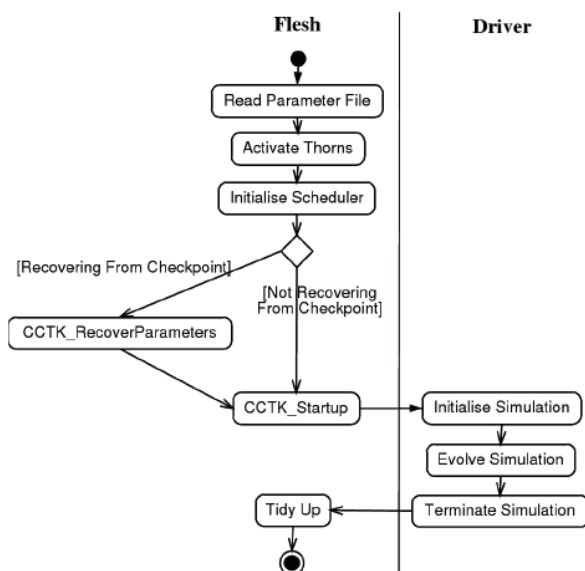 Flesh
Driver
Read Parameter File
Activate Thorns
Initialise Scheduler
[Recovering From Checkpoint]
[Not Recovering
From Checkpoint]
CCTK_RecoverParameters
CCTK_Startup
Initialise Simulation
Evolve Simulation
Terminate Simulation
Tidy Up